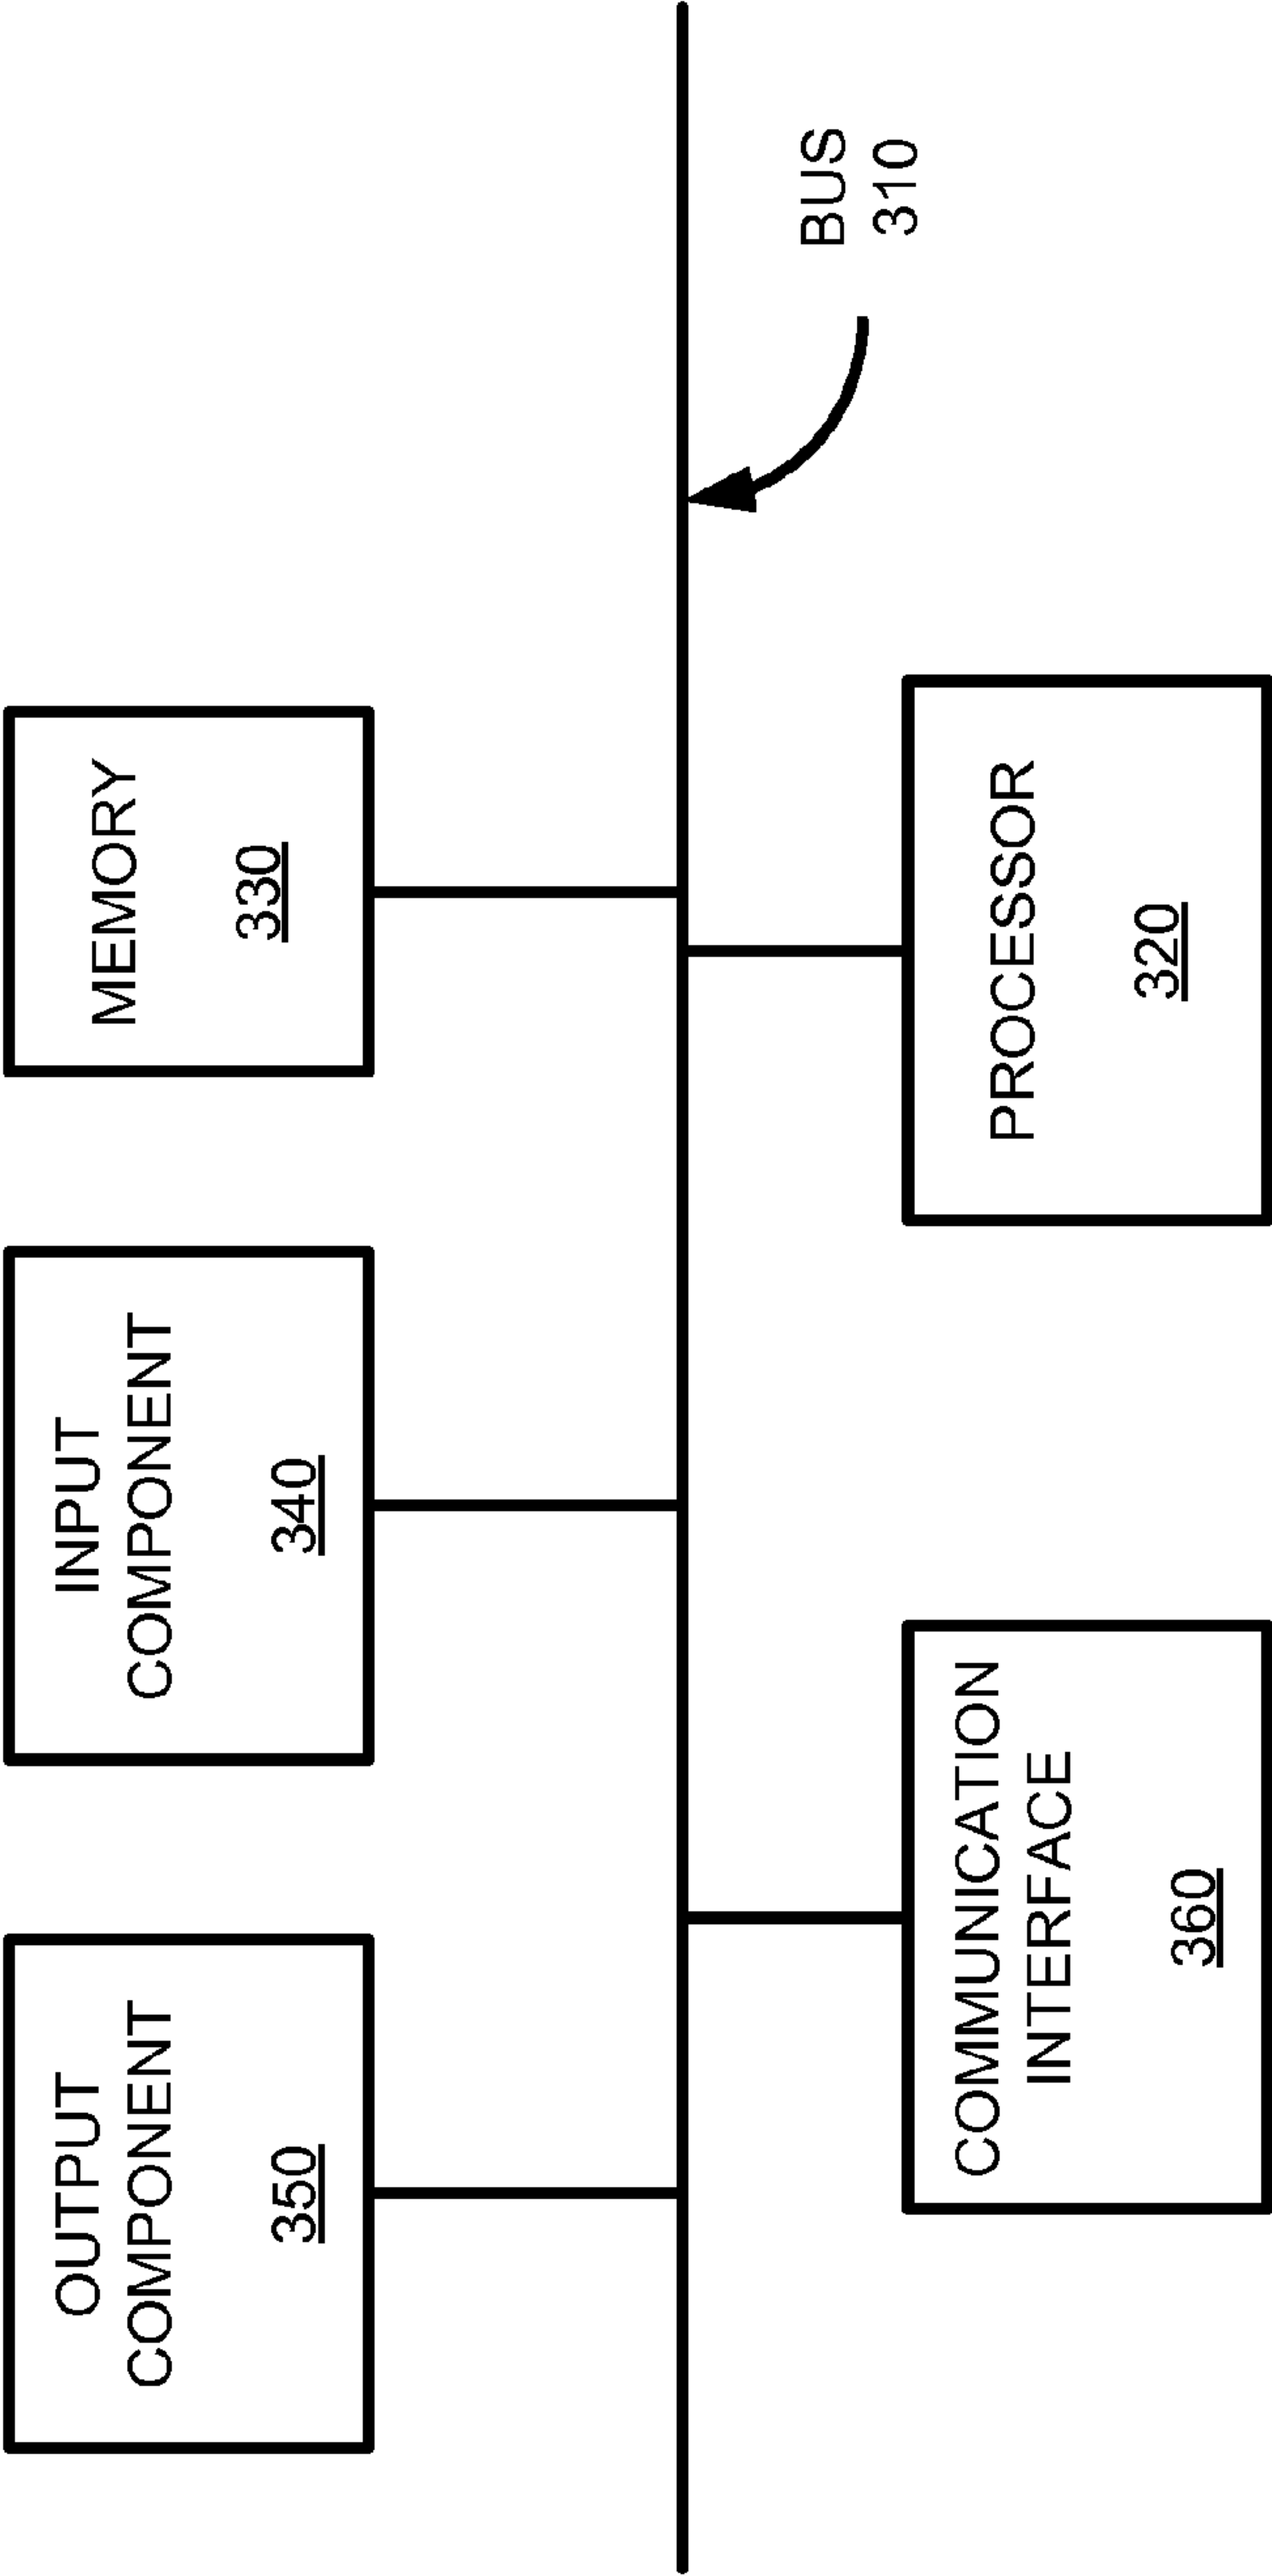 OUTPUT
COMPONENT
350
INPUT
COMPONENT
340
MEMORY
330
COMMUNICATION
INTERFACE
360
PROCESSOR
320
BUS
310